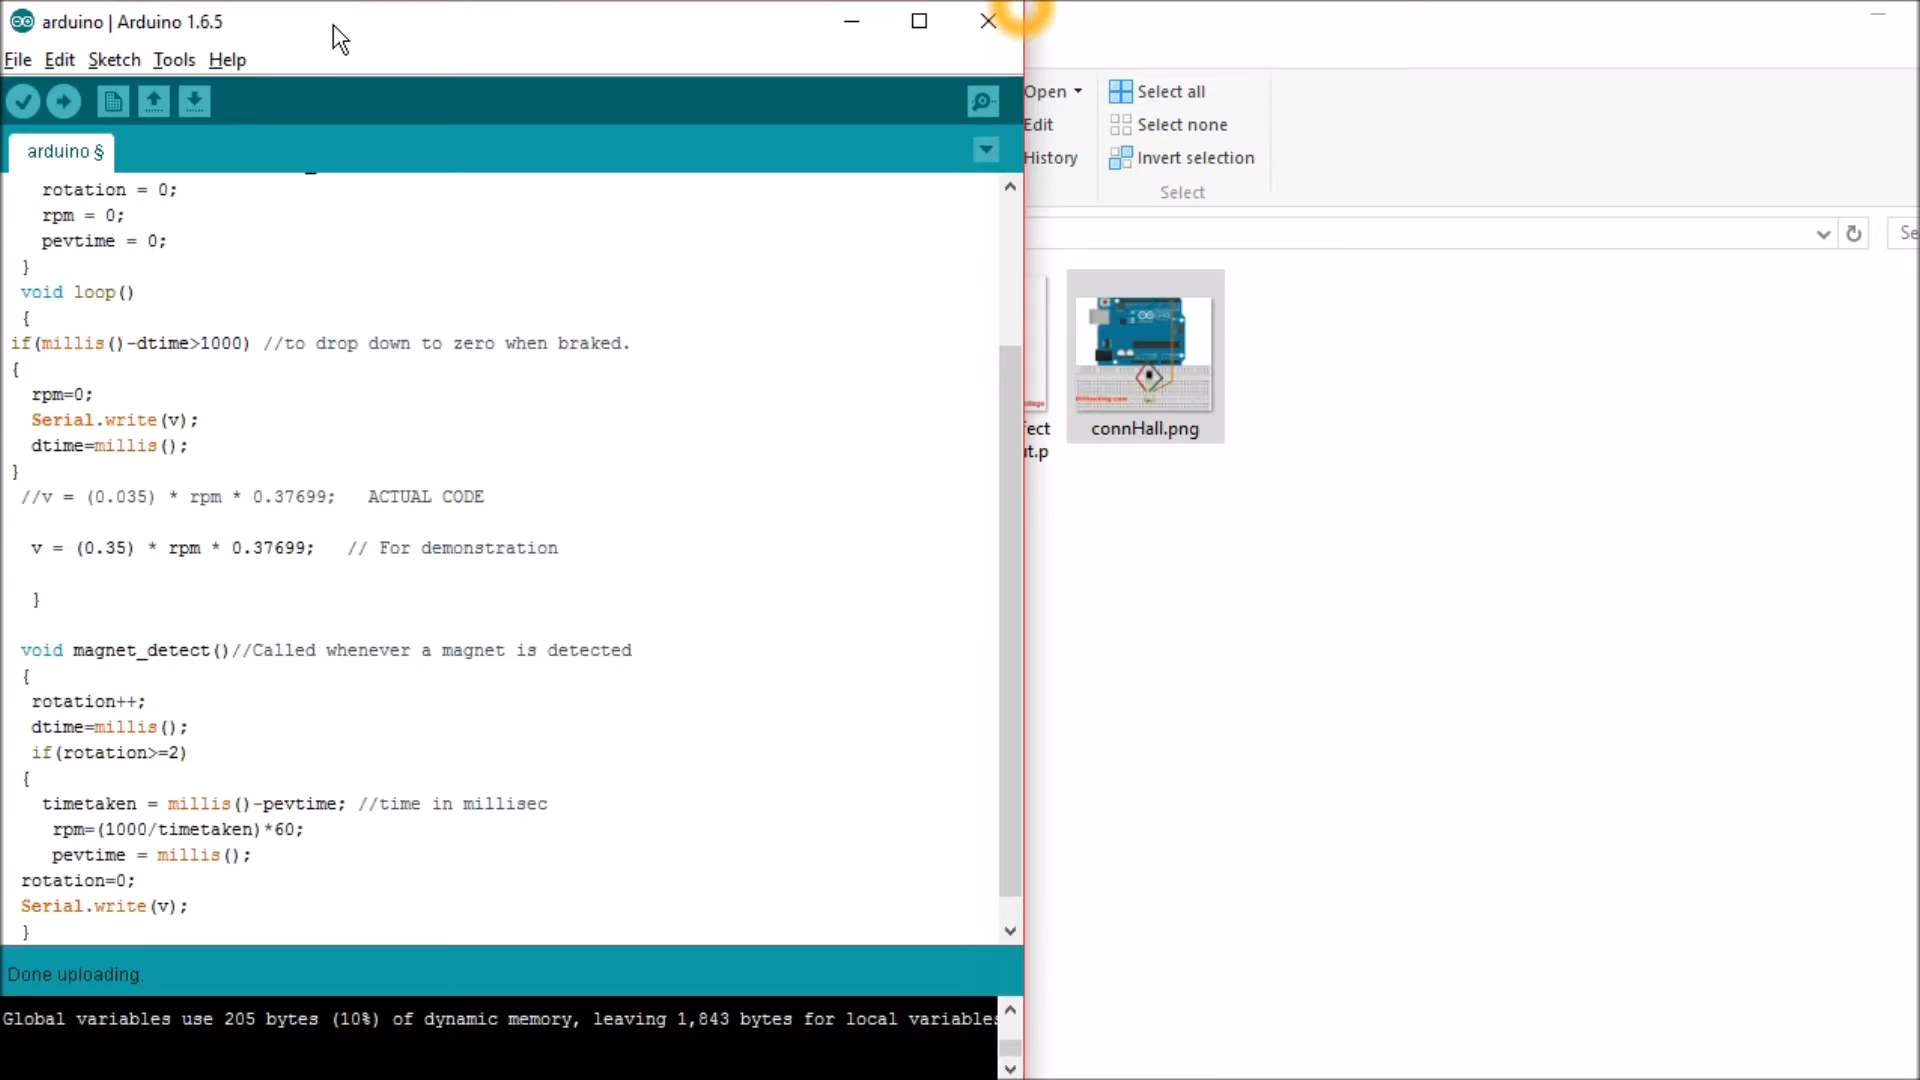 arduino | Arduino 1.6.5
File Edit Sketch Tools Help
arduino §
rotation = 0;
rpm = 0;
pevtime = 0;
}
void loop()
{
if(millis()-dtime>1000) //to drop down to zero when braked.
{
rpm=0;
Serial.write(v);
dtime=millis();
}
//v = (0.035) * rpm * 0.37699;   ACTUAL CODE
v = (0.35) * rpm * 0.37699;   // For demonstration
}
void magnet_detect()//Called whenever a magnet is detected
{
rotation++;
dtime=millis();
if(rotation>=2)
{
timetaken = millis()-pevtime; //time in millisec
rpm=(1000/timetaken)*60;
pevtime = millis();
rotation=0;
Serial.write(v);
}
Done uploading.
Global variables use 205 bytes (10%) of dynamic memory, leaving 1,843 bytes for local variables
Open
Edit
History
Select all
Select none
Invert selection
Select
Se
fect
ut.p
connHall.png